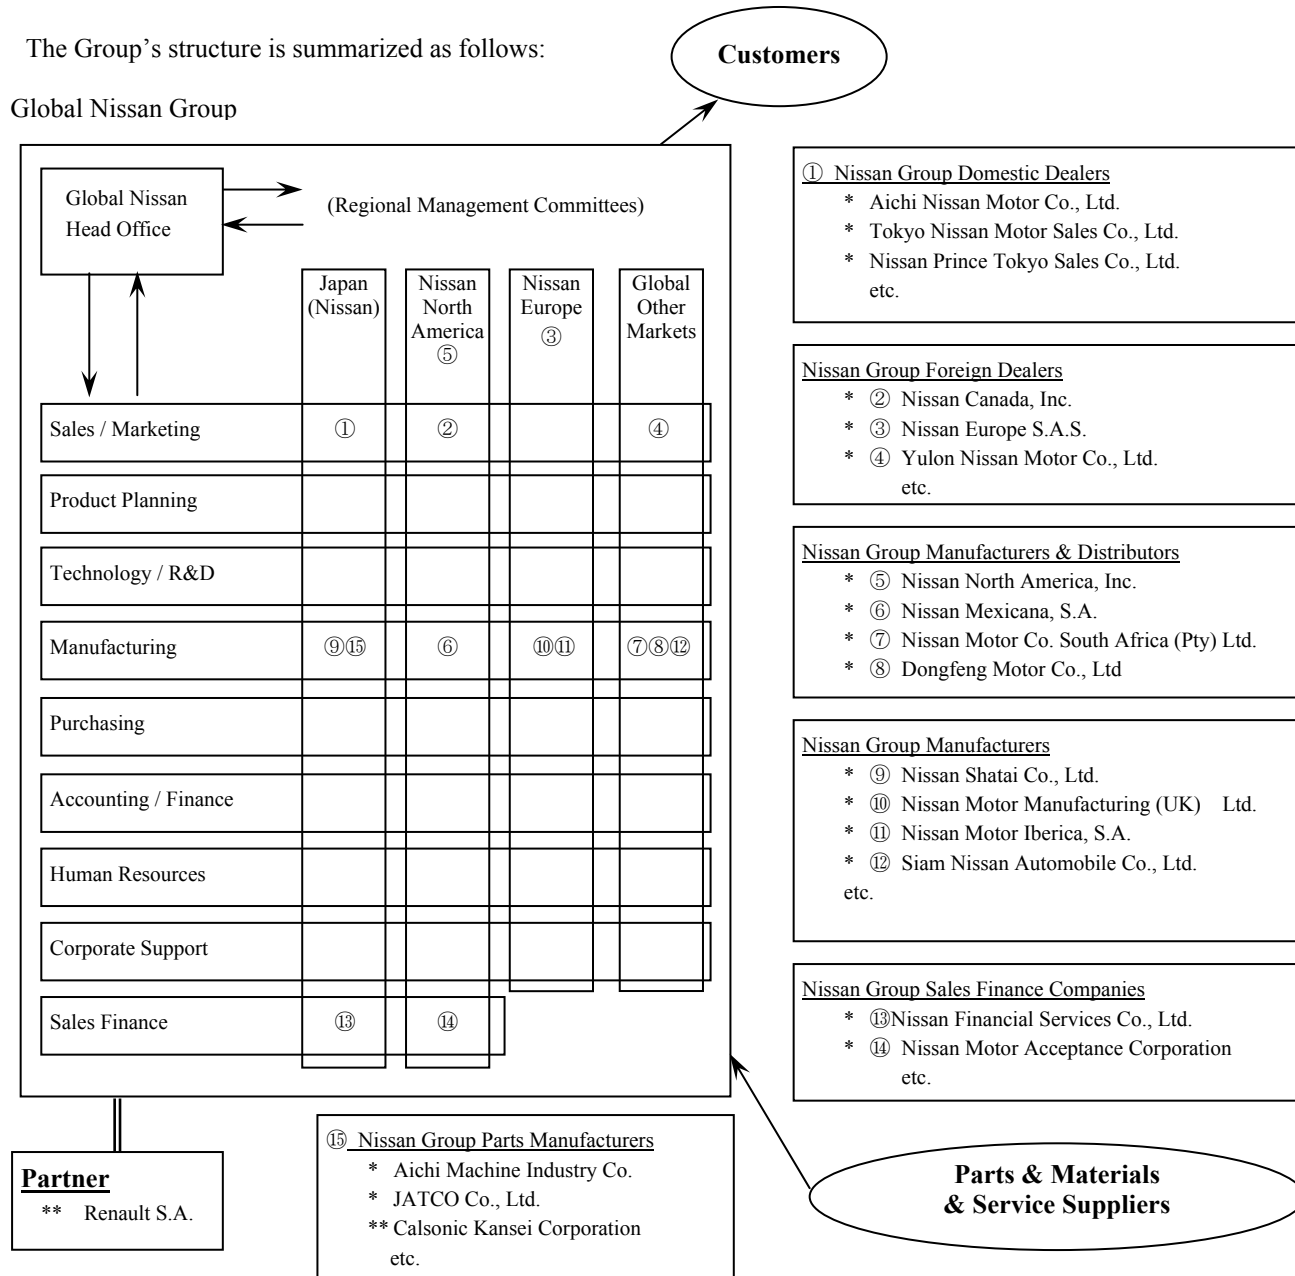 The Group’s structure is summarized as follows:
Customers
Global Nissan Group
Global Nissan
Head Office
(Regional Management Committees)
Japan
(Nissan)
Nissan
North
America
⑤
Nissan
Europe
③
Global
Other
Markets
Sales / Marketing ① ② ④
Product Planning
Technology / R&D
Manufacturing ⑨⑮ ⑥ ⑩⑪ ⑦⑧⑫
Purchasing
Accounting / Finance
Human Resources
Corporate Support
Sales Finance ⑬ ⑭
① Nissan Group Domestic Dealers
* Aichi Nissan Motor Co., Ltd.
* Tokyo Nissan Motor Sales Co., Ltd.
* Nissan Prince Tokyo Sales Co., Ltd.
etc.
Nissan Group Foreign Dealers
* ② Nissan Canada, Inc.
* ③ Nissan Europe S.A.S.
* ④ Yulon Nissan Motor Co., Ltd.
etc.
Nissan Group Manufacturers & Distributors
* ⑤ Nissan North America, Inc.
* ⑥ Nissan Mexicana, S.A.
* ⑦ Nissan Motor Co. South Africa (Pty) Ltd.
* ⑧ Dongfeng Motor Co., Ltd
Nissan Group Manufacturers
* ⑨ Nissan Shatai Co., Ltd.
* ⑩ Nissan Motor Manufacturing (UK) Ltd.
* ⑪ Nissan Motor Iberica, S.A.
* ⑫ Siam Nissan Automobile Co., Ltd.
etc.
Nissan Group Sales Finance Companies
* ⑬Nissan Financial Services Co., Ltd.
* ⑭ Nissan Motor Acceptance Corporation
etc.
Partner
** Renault S.A.
⑮ Nissan Group Parts Manufacturers
* Aichi Machine Industry Co.
* JATCO Co., Ltd.
** Calsonic Kansei Corporation
etc.
Parts & Materials
& Service Suppliers